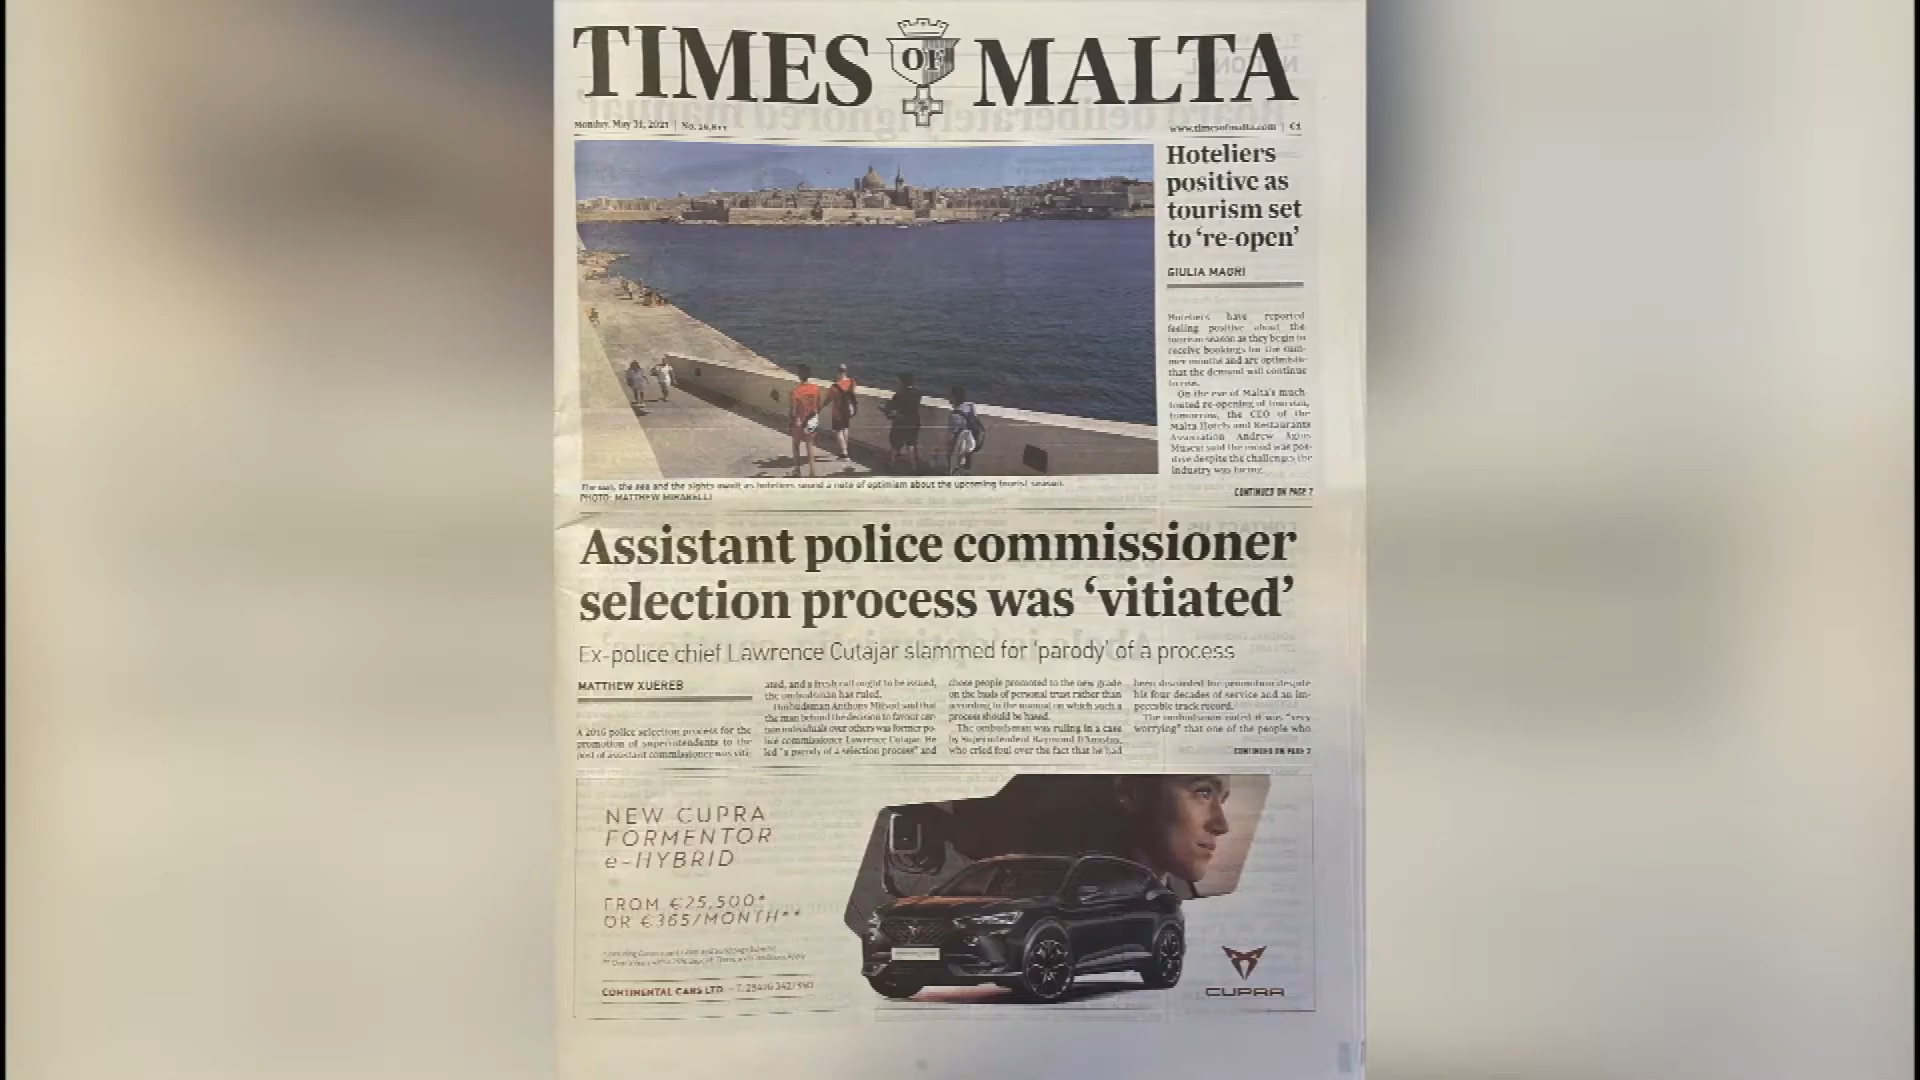 TIMES OF MALTA
Monday, May 31, 2021 | No. 26,811
www.timesofmalta.com | €1
Hoteliers
positive as
tourism set
to ‘re-open’
GIULIA MAGRI
Hoteliers have reported
feeling positive about the
tourism season as they begin to
receive bookings for the sum-
mer months and are optimistic
that the demand will continue
to rise.
On the eve of Malta's much-
touted re-opening of tourism,
tomorrow, the CEO of the
Malta Hotels and Restaurants
Association Andrew Agius
Muscat said the mood was pos-
itive despite the challenges the
industry was facing.
CONTINUED ON PAGE 7
The sun, the sea and the sights await as hoteliers sound a note of optimism about the upcoming tourist season.
PHOTO: MATTHEW MIRABELLI
Assistant police commissioner
selection process was ‘vitiated’
Ex-police chief Lawrence Cutajar slammed for ‘parody’ of a process
MATTHEW XUEREB
A 2016 police selection process for the
promotion of superintendents to the
post of assistant commissioner was viti-
ated, and a fresh call ought to be issued,
the ombudsman has ruled.
Ombudsman Anthony Mifsud said that
the man behind the decision to favour cer-
tain individuals over others was former po-
lice commissioner Lawrence Cutajar. He
led "a parody of a selection process" and
chose people promoted to the new grade
on the basis of personal trust rather than
according to the manual on which such a
process should be based.
The ombudsman was ruling in a case
by Superintendent Raymond D'Anastas,
who cried foul over the fact that he had
been discarded for promotion despite
his four decades of service and an im-
peccable track record.
The ombudsman noted it was "very
worrying" that one of the people who
CONTINUED ON PAGE 2
NEW CUPRA
FORMENTOR
e-HYBRID
FROM €25,500*
OR €365/MONTH**
CONTINENTAL CARS LTD. - T.
CUPRA